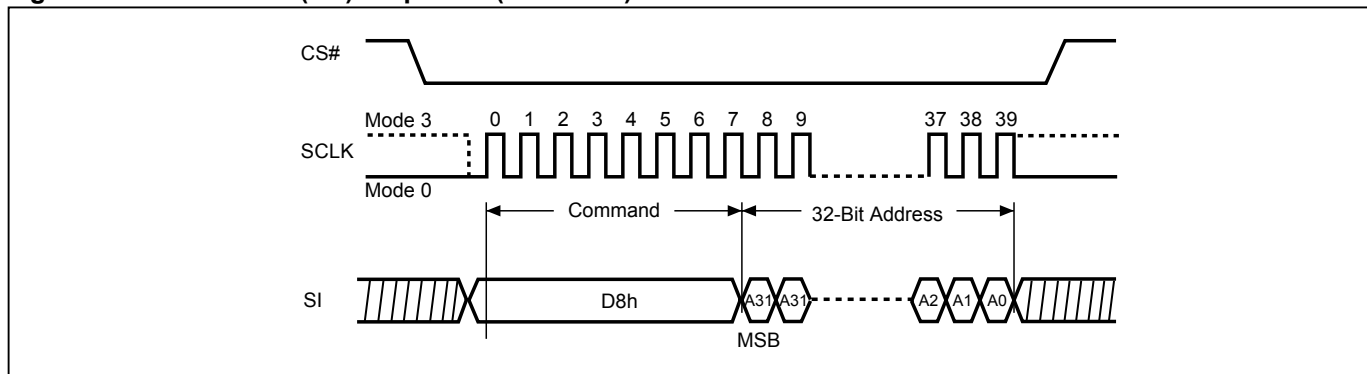 CS#
Mode 3 0 1 2 3 4 5 6 7 8 9 37 38 39
SCLK
Mode 0
Command 32-Bit Address
SI D8h A31 A31 A2 A1 A0
MSB